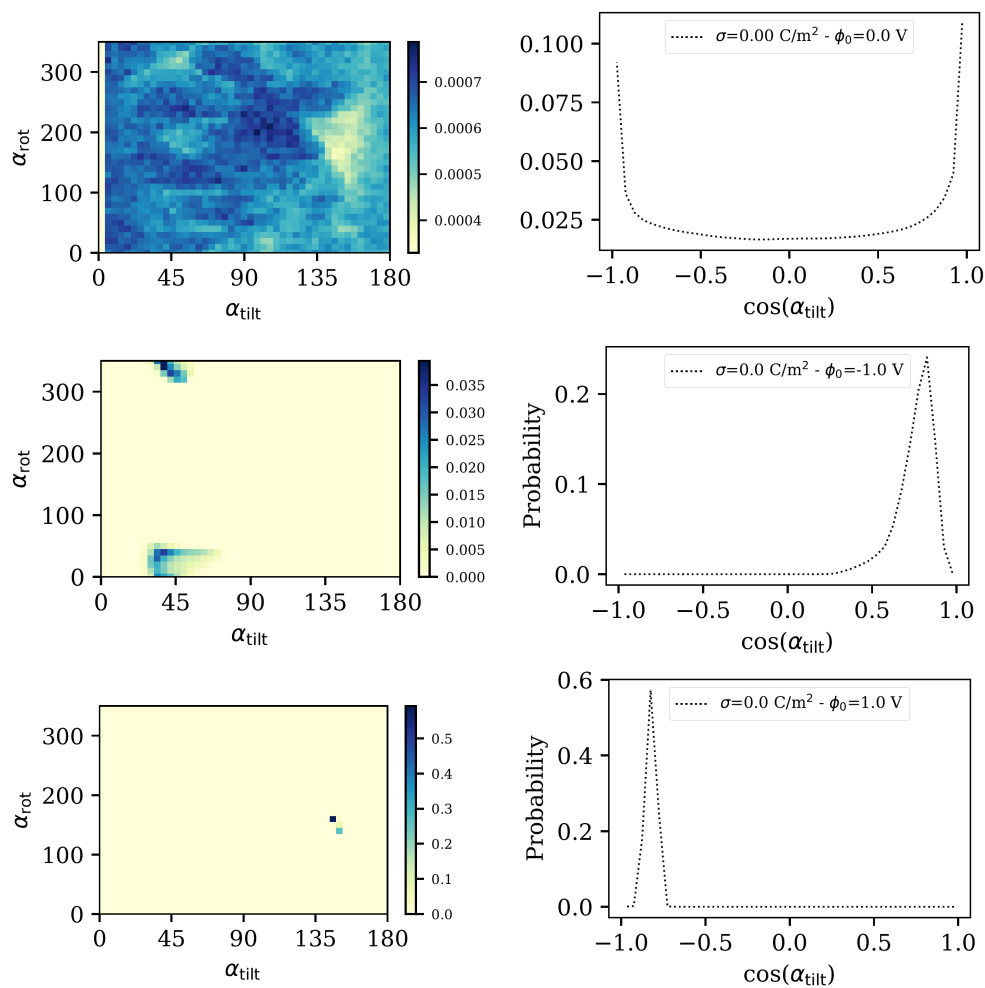 300
200
100
0
α_rot
0 45 90 135 180
α_tilt
0.0007
0.0006
0.0005
0.0004
0.100
0.075
0.050
0.025
σ=0.00 C/m² - ϕ₀=0.0 V
−1.0 −0.5 0.0 0.5 1.0
cos(α_tilt)
300
200
100
0
α_rot
0 45 90 135 180
α_tilt
0.035
0.030
0.025
0.020
0.015
0.010
0.005
0.000
Probability
0.2
0.1
0.0
σ=0.0 C/m² - ϕ₀=-1.0 V
−1.0 −0.5 0.0 0.5 1.0
cos(α_tilt)
300
200
100
0
α_rot
0 45 90 135 180
α_tilt
0.5
0.4
0.3
0.2
0.1
0.0
Probability
0.6
0.4
0.2
0.0
σ=0.0 C/m² - ϕ₀=1.0 V
−1.0 −0.5 0.0 0.5 1.0
cos(α_tilt)